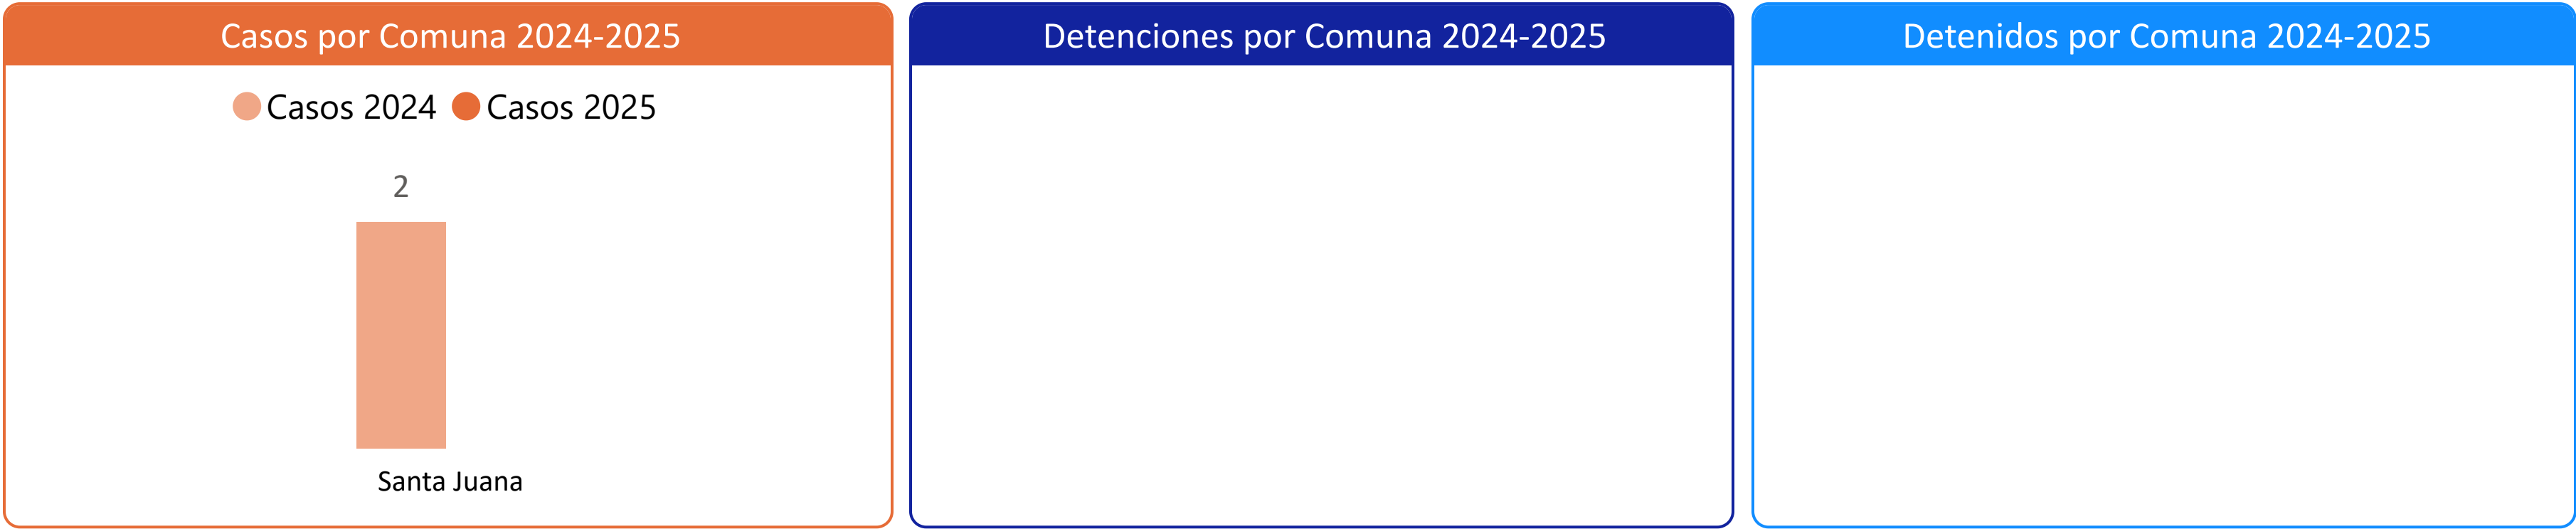 Casos por Comuna 2024-2025
Casos 2024 Casos 2025
2
Santa Juana
Detenciones por Comuna 2024-2025
Detenidos por Comuna 2024-2025